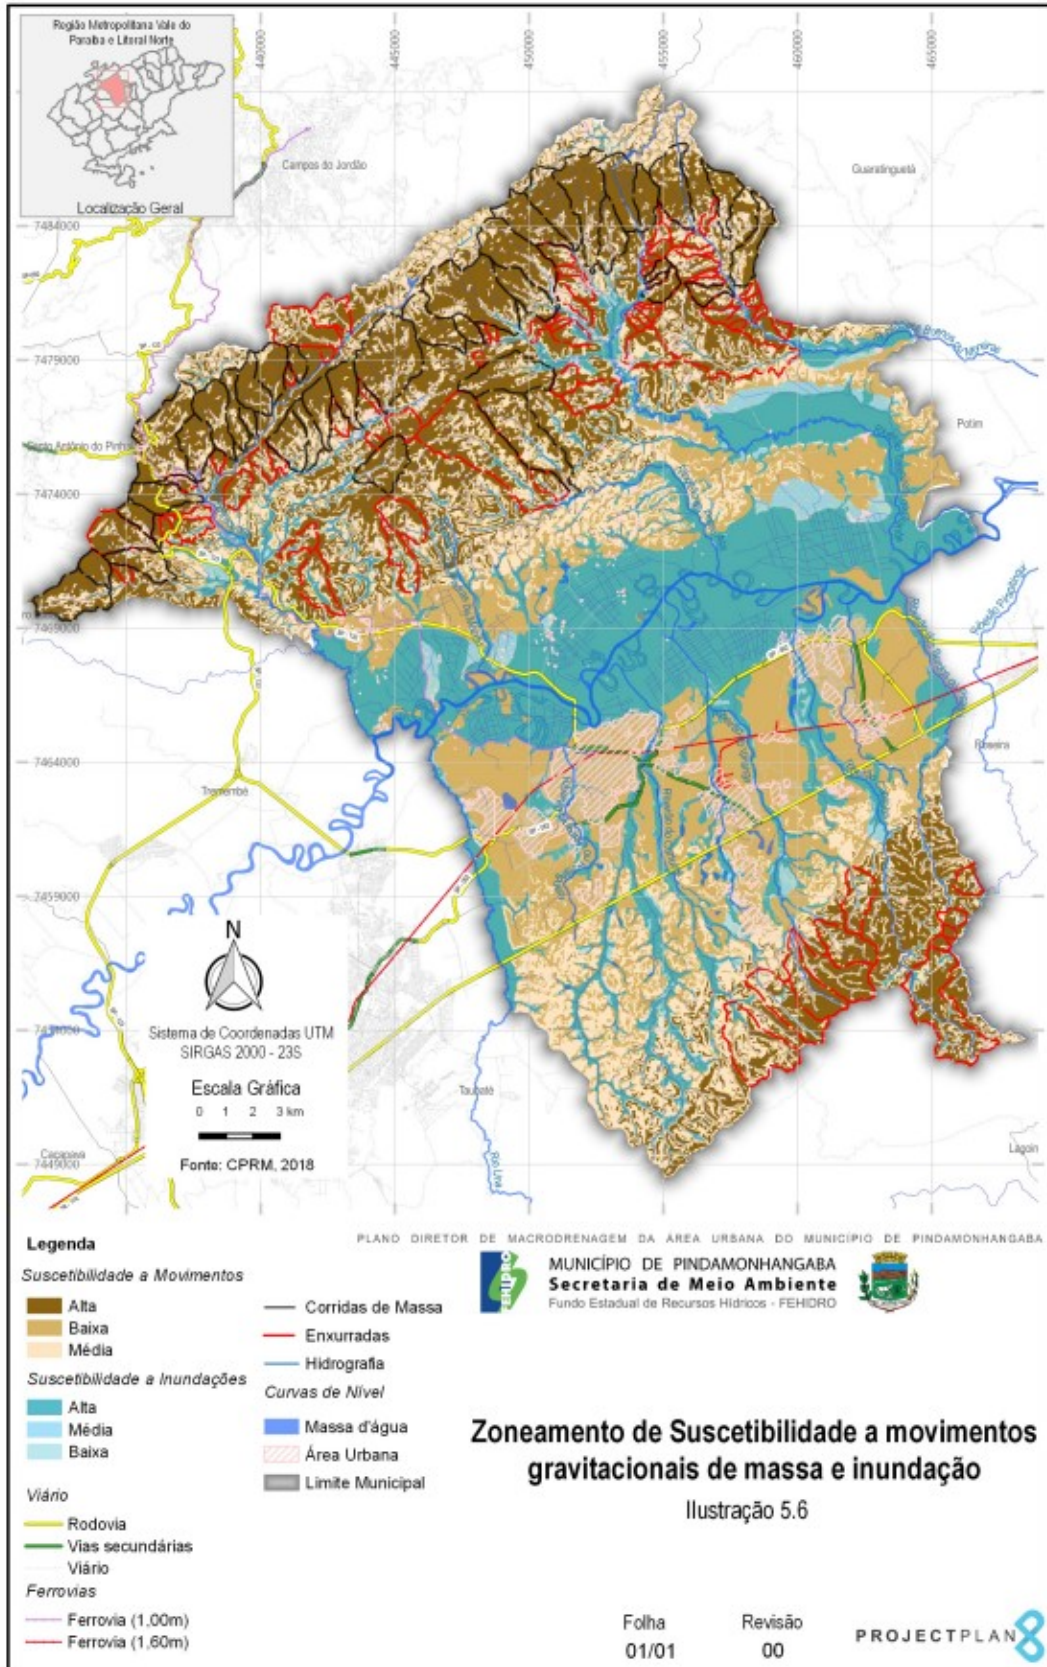 Região Metropolitana Vale do
Paraíba e Litoral Norte
Localização Geral
440000
445000
450000
455000
460000
465000
Campos do Jordão
Guaratinguetá
7484000
7479000
Potim
7474000
7469000
Ribeirão Pirapitinga
7464000
Roseira
Tremembé
7459000
N
Sistema de Coordenadas UTM
SIRGAS 2000 - 23S
Escala Gráfica
0 1 2 3 km
Fonte: CPRM, 2018
Taubaté
Rio Una
Caçapava
7449000
Lagoin
Legenda
Suscetibilidade a Movimentos
Alta
Baixa
Média
Suscetibilidade a Inundações
Alta
Média
Baixa
Viário
Rodovia
Vias secundárias
Viário
Ferrovias
Ferrovia (1,00m)
Ferrovia (1,60m)
Corridas de Massa
Enxurradas
Hidrografia
Curvas de Nível
Massa d'água
Área Urbana
Limite Municipal
PLANO DIRETOR DE MACRODRENAGEM DA ÁREA URBANA DO MUNICÍPIO DE PINDAMONHANGABA
FEHIDRO
MUNICÍPIO DE PINDAMONHANGABA
Secretaria de Meio Ambiente
Fundo Estadual de Recursos Hídricos - FEHIDRO
Zoneamento de Suscetibilidade a movimentos
gravitacionais de massa e inundação
Ilustração 5.6
Folha
01/01
Revisão
00
PROJECTPLAN